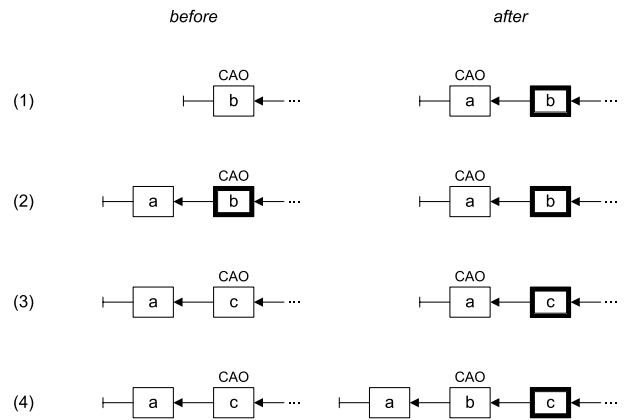 before after
CAO CAO
(1) b ... a b ...
CAO CAO
(2) a b ... a b ...
CAO CAO
(3) a c ... a c ...
CAO CAO
(4) a c ... a b c ...